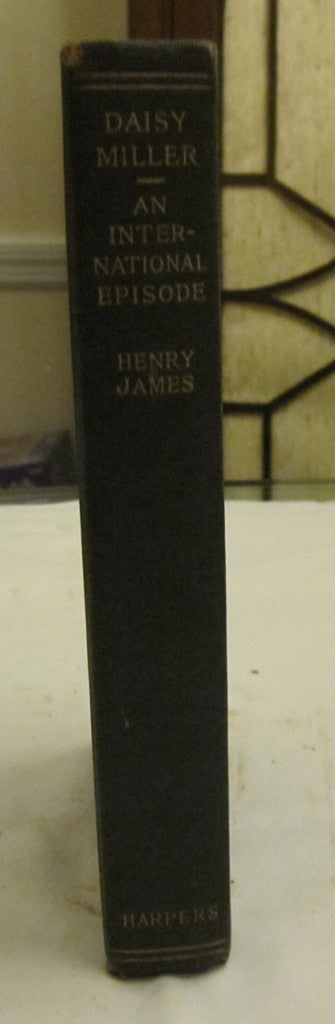 DAISY
MILLER
—
AN
INTER-
NATIONAL
EPISODE
HENRY
JAMES
HARPERS